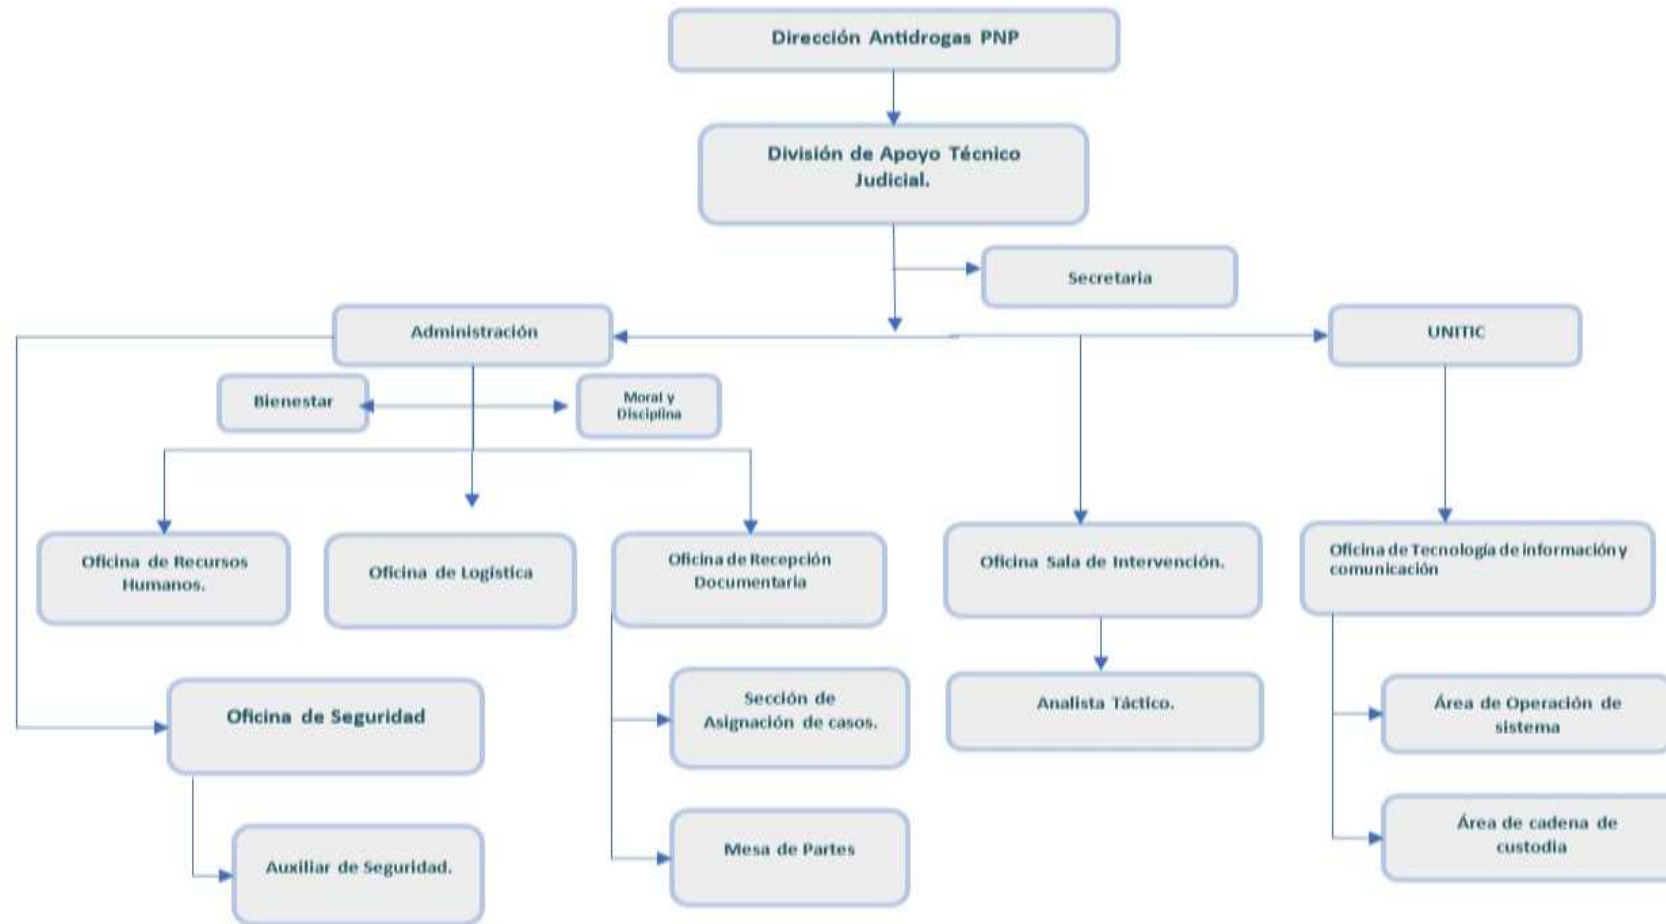 Dirección Antidrogas PNP
División de Apoyo Técnico
Judicial.
Secretaria
Administración
UNITIC
Bienestar
Moral y
Disciplina
Oficina de Recursos
Humanos.
Oficina de Logística
Oficina de Recepción
Documentaria
Oficina Sala de Intervención.
Oficina de Tecnología de información y
comunicación
Oficina de Seguridad
Sección de
Asignación de casos.
Analista Táctico.
Área de Operación de
sistema
Auxiliar de Seguridad.
Mesa de Partes
Área de cadena de
custodia